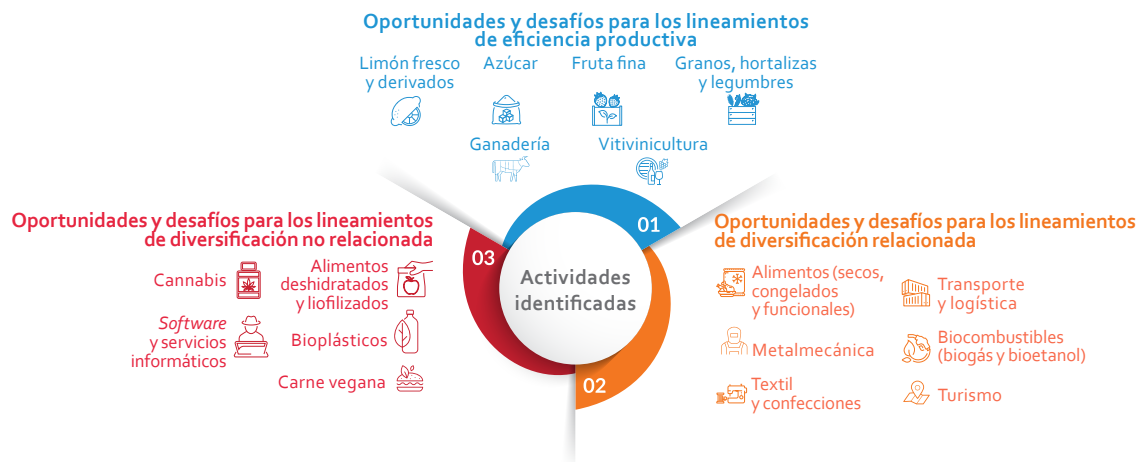 Oportunidades y desafíos para los lineamientos
de eficiencia productiva
Limón fresco
y derivados
Azúcar
Fruta fina
Granos, hortalizas
y legumbres
Ganadería
Vitivinicultura
01
Oportunidades y desafíos para los lineamientos
de diversificación no relacionada
03
Cannabis
Alimentos
deshidratados
y liofilizados
Software
y servicios
informáticos
Bioplásticos
Carne vegana
Actividades
identificadas
Oportunidades y desafíos para los lineamientos
de diversificación relacionada
Alimentos (secos,
congelados
y funcionales)
Transporte
y logística
Metalmecánica
Biocombustibles
(biogás y bioetanol)
Textil
y confecciones
Turismo
02